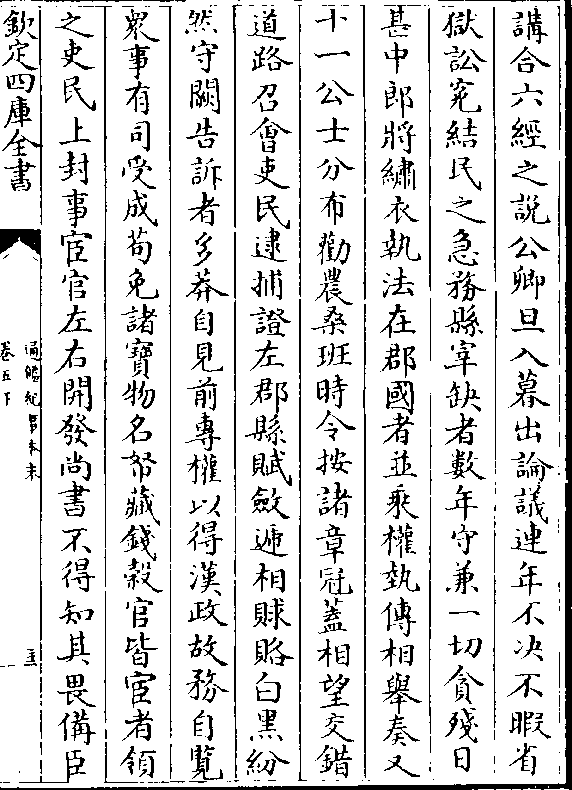 講合六經之說公卿旦入暮出論議連年不决不暇省
獄訟寃結民之急務縣宰缺者數年守兼一切貪殘日
甚中郎將繡衣執法在郡國者並乘權埶傳相舉奏又
十一公士分布勸農桑班時令按諸章冠蓋相望交錯
道路召㑹吏民逮捕證左郡縣賦斂遞相賕賂白黑紛
然守闕告訴者多莽自見前專權以得漢政故務自覽
衆事有司受成苟免諸寶物名帑藏錢糓官皆宦者領
之吏民上封事宦官左右開發尚書不得知其畏備臣
欽定四庫全書
通鑑紀事本末
卷五下